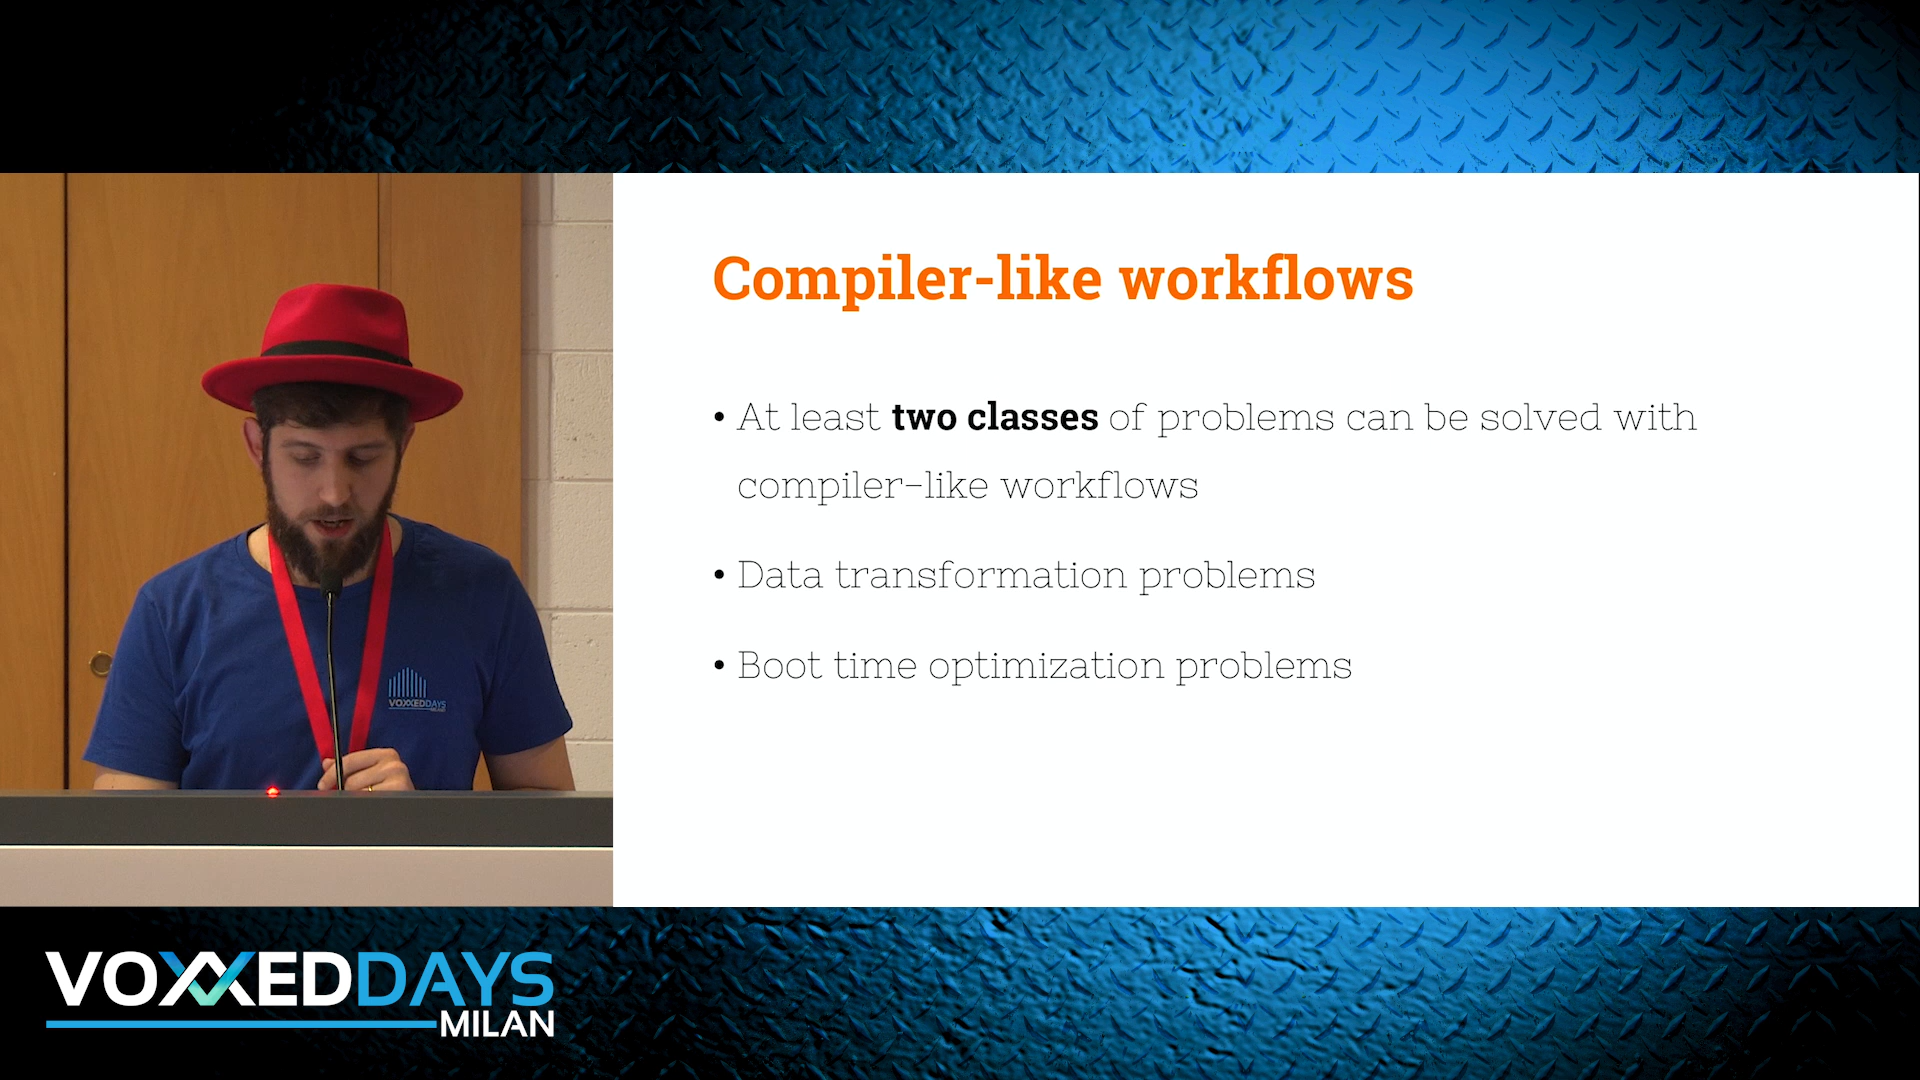 Compiler-like workflows
• At least two classes of problems can be solved with
compiler-like workflows
• Data transformation problems
• Boot time optimization problems
VOXXEDDAYS
VOXXEDDAYS
MILAN